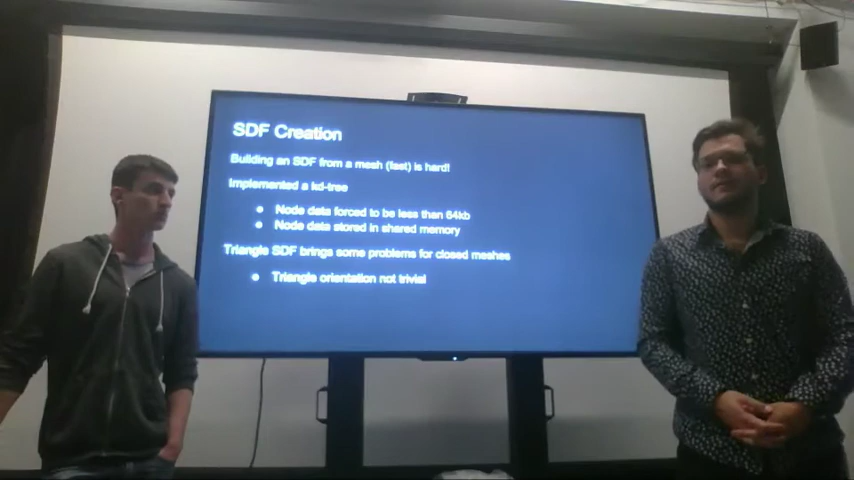 SDF Creation
Building an SDF from a mesh (fast) is hard!
Implemented a kd-tree
● Node data forced to be less than 64kb
● Node data stored in shared memory
Triangle SDF brings some problems for closed meshes
● Triangle orientation not trivial